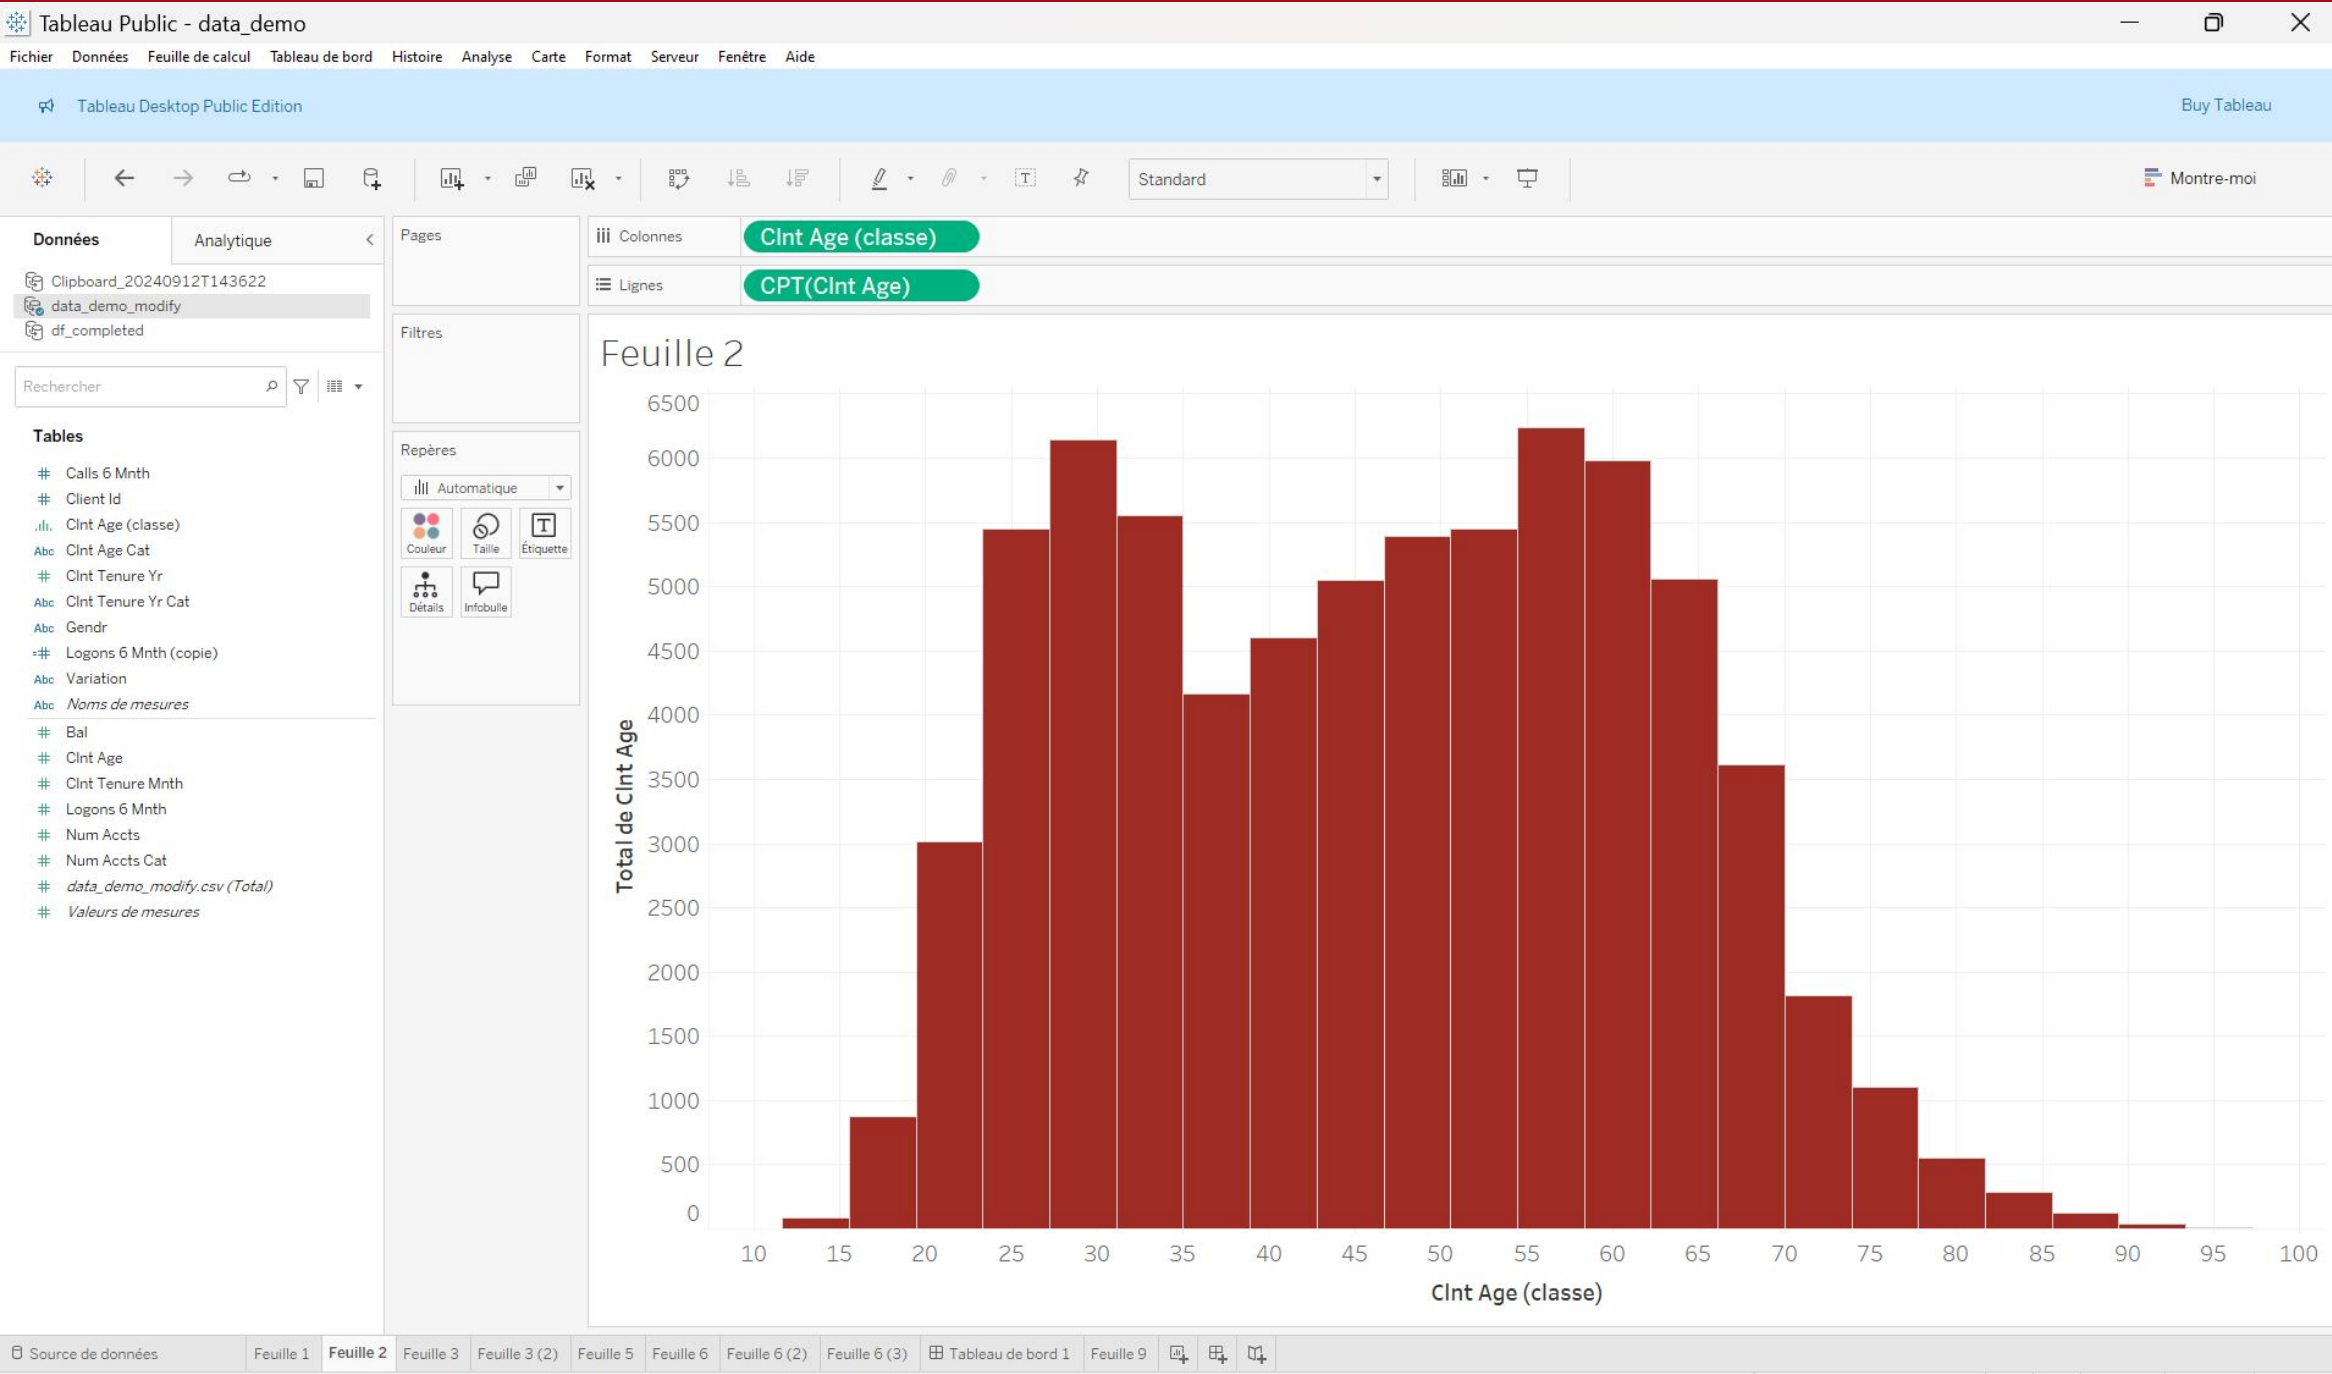 Tableau Public - data_demo
Fichier Données Feuille de calcul Tableau de bord Histoire Analyse Carte Format Serveur Fenêtre Aide
Tableau Desktop Public Edition Buy Tableau
Standard Montre-moi
Données Analytique
Clipboard_20240912T143622
data_demo_modify
df_completed
Rechercher
Tables
# Calls 6 Mnth
# Client Id
Clnt Age (classe)
Abc Clnt Age Cat
# Clnt Tenure Yr
Abc Clnt Tenure Yr Cat
Abc Gendr
=# Logons 6 Mnth (copie)
Abc Variation
Abc Noms de mesures
# Bal
# Clnt Age
# Clnt Tenure Mnth
# Logons 6 Mnth
# Num Accts
# Num Accts Cat
# data_demo_modify.csv (Total)
# Valeurs de mesures
Pages
Filtres
Repères
Automatique
Couleur Taille Étiquette
Détails Infobulle
Colonnes Clnt Age (classe)
Lignes CPT(Clnt Age)
Feuille 2
Total de Clnt Age
6500
6000
5500
5000
4500
4000
3500
3000
2500
2000
1500
1000
500
0
10 15 20 25 30 35 40 45 50 55 60 65 70 75 80 85 90 95 100
Clnt Age (classe)
Source de données Feuille 1 Feuille 2 Feuille 3 Feuille 3 (2) Feuille 5 Feuille 6 Feuille 6 (2) Feuille 6 (3) Tableau de bord 1 Feuille 9